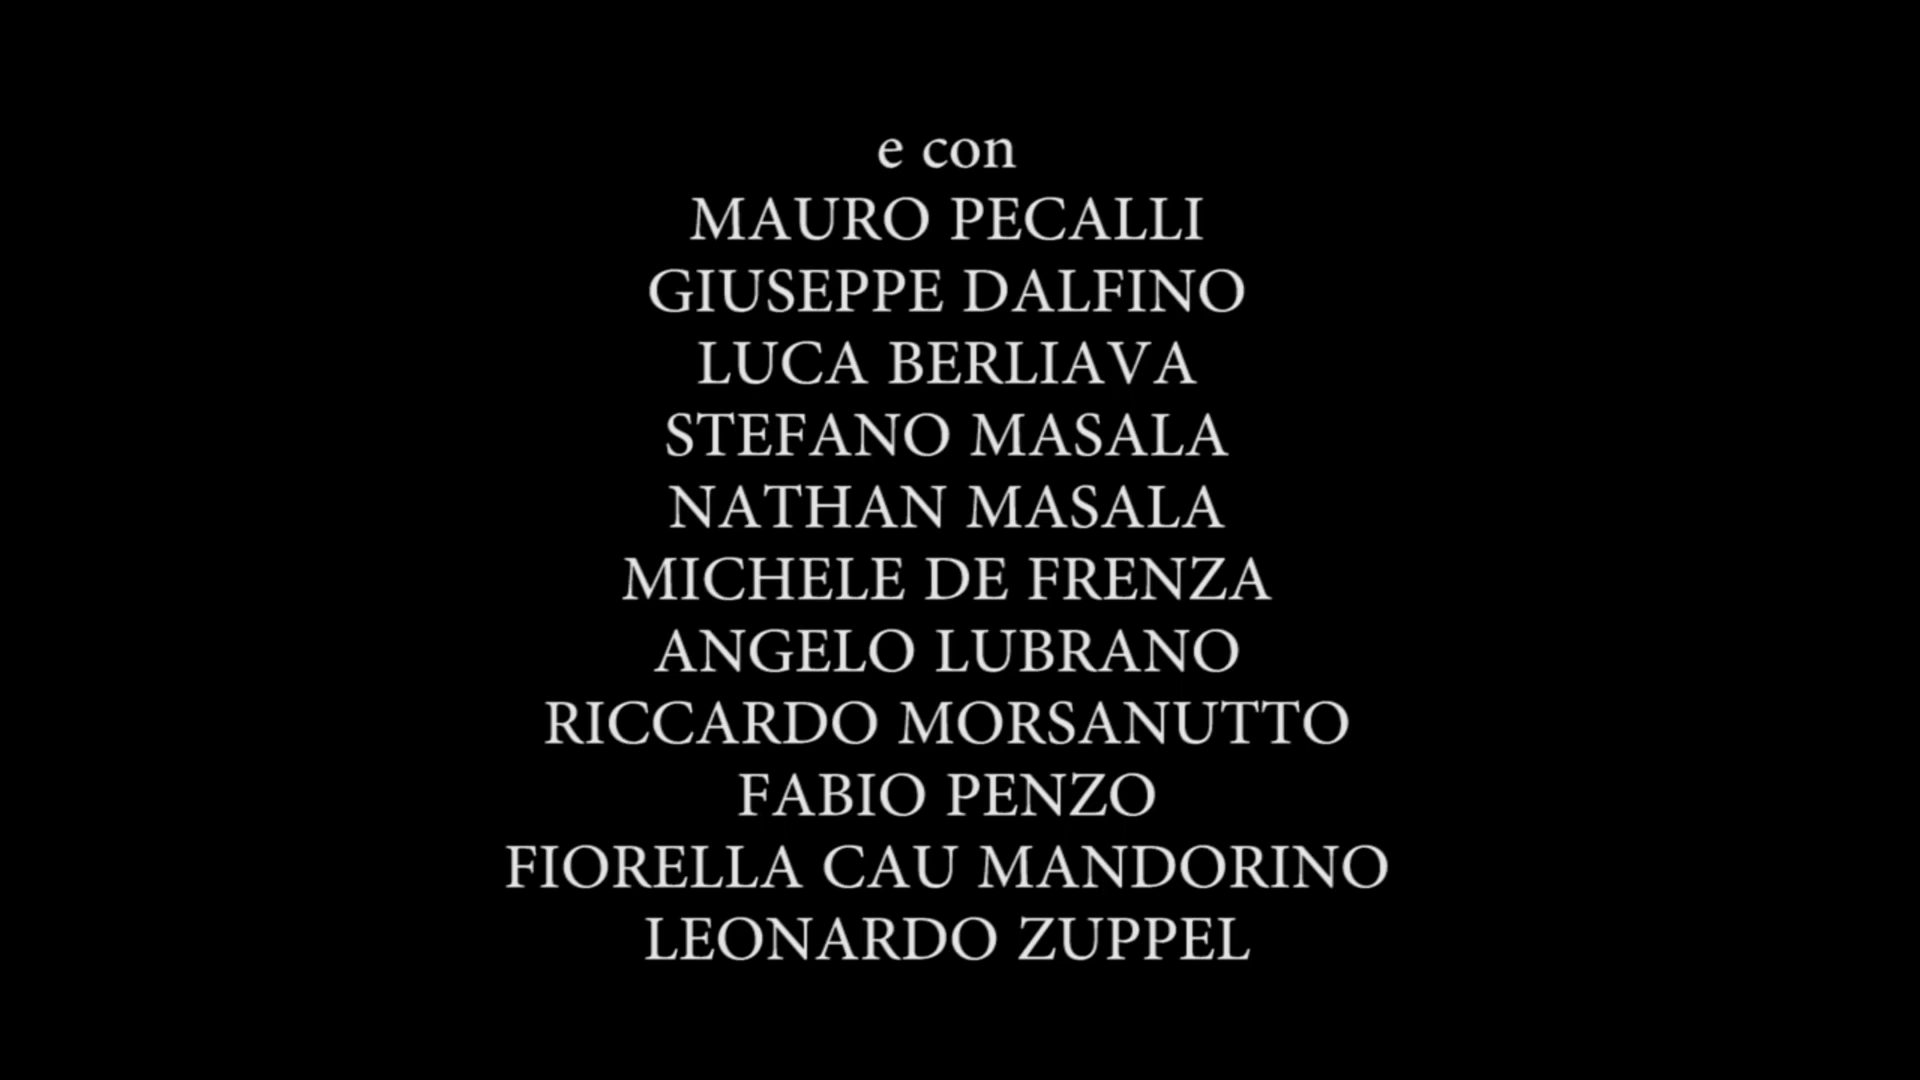 e con
MAURO PECALLI
GIUSEPPE DALFINO
LUCA BERLIAVA
STEFANO MASALA
NATHAN MASALA
MICHELE DE FRENZA
ANGELO LUBRANO
RICCARDO MORSANUTTO
FABIO PENZO
FIORELLA CAU MANDORINO
LEONARDO ZUPPEL